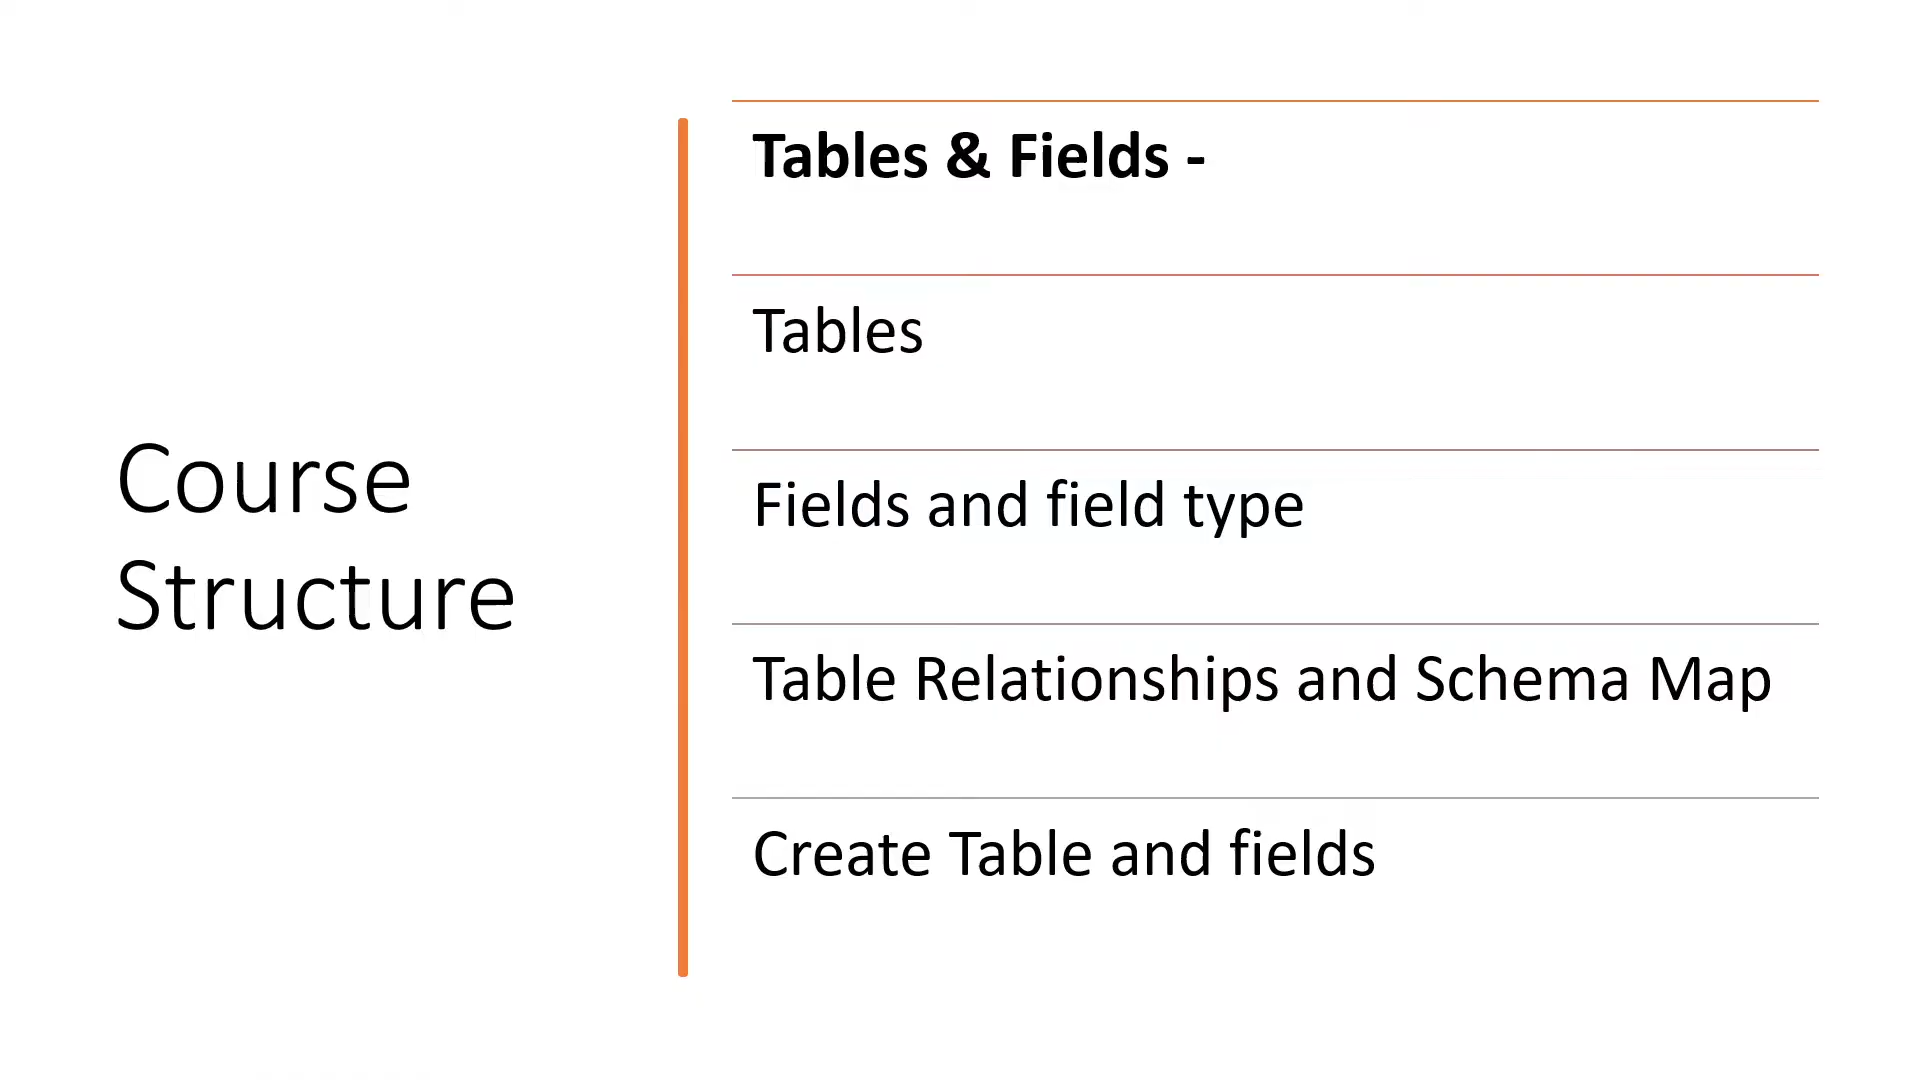 Course
Structure
Tables & Fields -
Tables
Fields and field type
Table Relationships and Schema Map
Create Table and fields